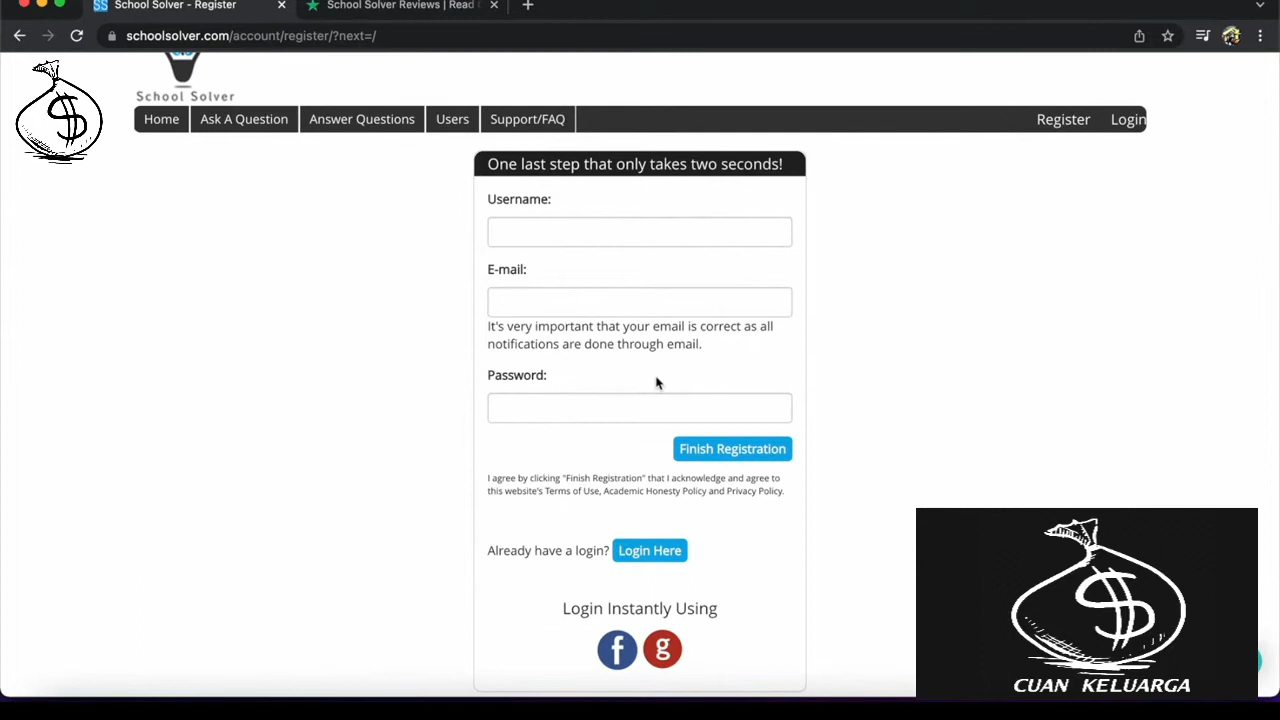 School Solver - Register
School Solver Reviews | Read
schoolsolver.com/account/register/?next=/
School Solver
Home
Ask A Question
Answer Questions
Users
Support/FAQ
Register
Login
One last step that only takes two seconds!
Username:
E-mail:
It's very important that your email is correct as all
notifications are done through email.
Password:
Finish Registration
I agree by clicking "Finish Registration" that I acknowledge and agree to
this website's Terms of Use, Academic Honesty Policy and Privacy Policy.
Already have a login? Login Here
Login Instantly Using
f g
$
$
CUAN KELUARGA